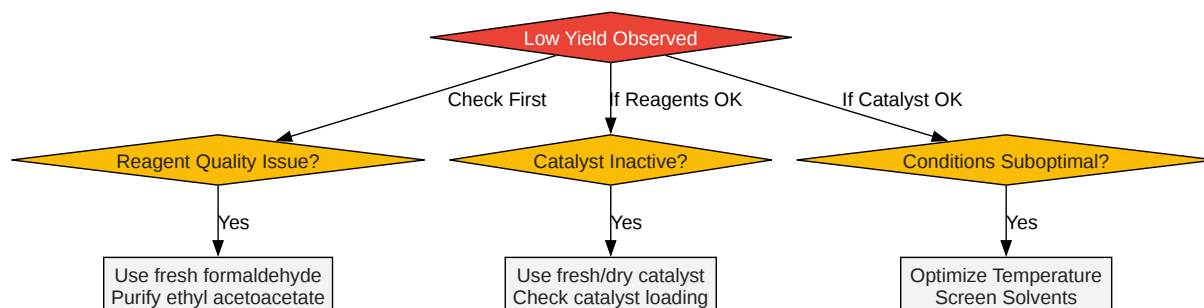 Low Yield Observed
Check First
If Reagents OK
If Catalyst OK
Reagent Quality Issue?
Catalyst Inactive?
Conditions Suboptimal?
Yes
Yes
Yes
Use fresh formaldehyde
Purify ethyl acetoacetate
Use fresh/dry catalyst
Check catalyst loading
Optimize Temperature
Screen Solvents